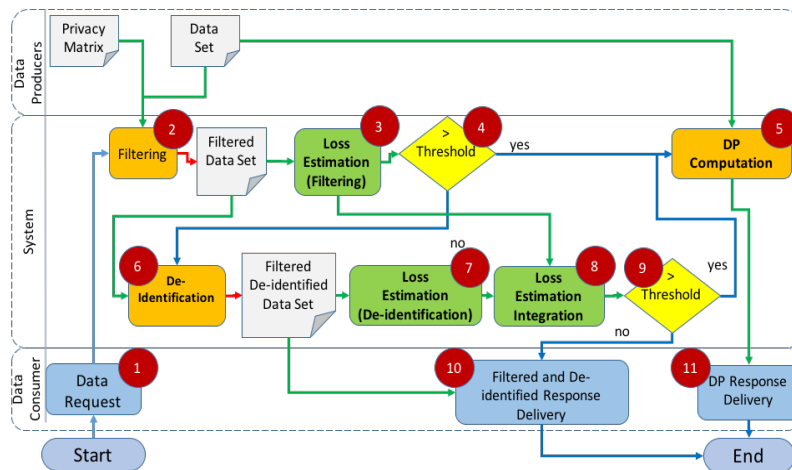 Data
Producers
Privacy
Matrix
Data
Set
System
2
Filtering
Filtered
Data Set
3
Loss
Estimation
(Filtering)
4
>
Threshold
yes
5
DP
Computation
6
De-
Identification
Filtered
De-identified
Data Set
no
7
Loss
Estimation
(De-identification)
8
Loss
Estimation
Integration
9
>
Threshold
yes
no
Data
Consumer
1
Data
Request
10
Filtered and De-
identified Response
Delivery
11
DP Response
Delivery
Start
End